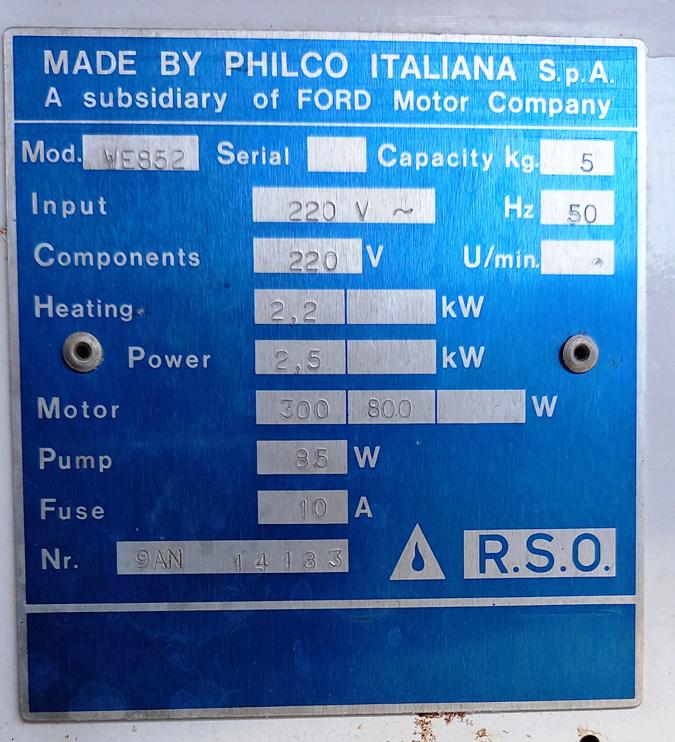 MADE BY PHILCO ITALIANA S.p.A.
A subsidiary of FORD Motor Company
Mod. WE852 Serial Capacity kg. 5
Input 220 V ~ Hz 50
Components 220 V U/min.
Heating 2,2 kW
Power 2,5 kW
Motor 300 800 W
Pump 85 W
Fuse 10 A
Nr. 9AN 14183 R.S.O.